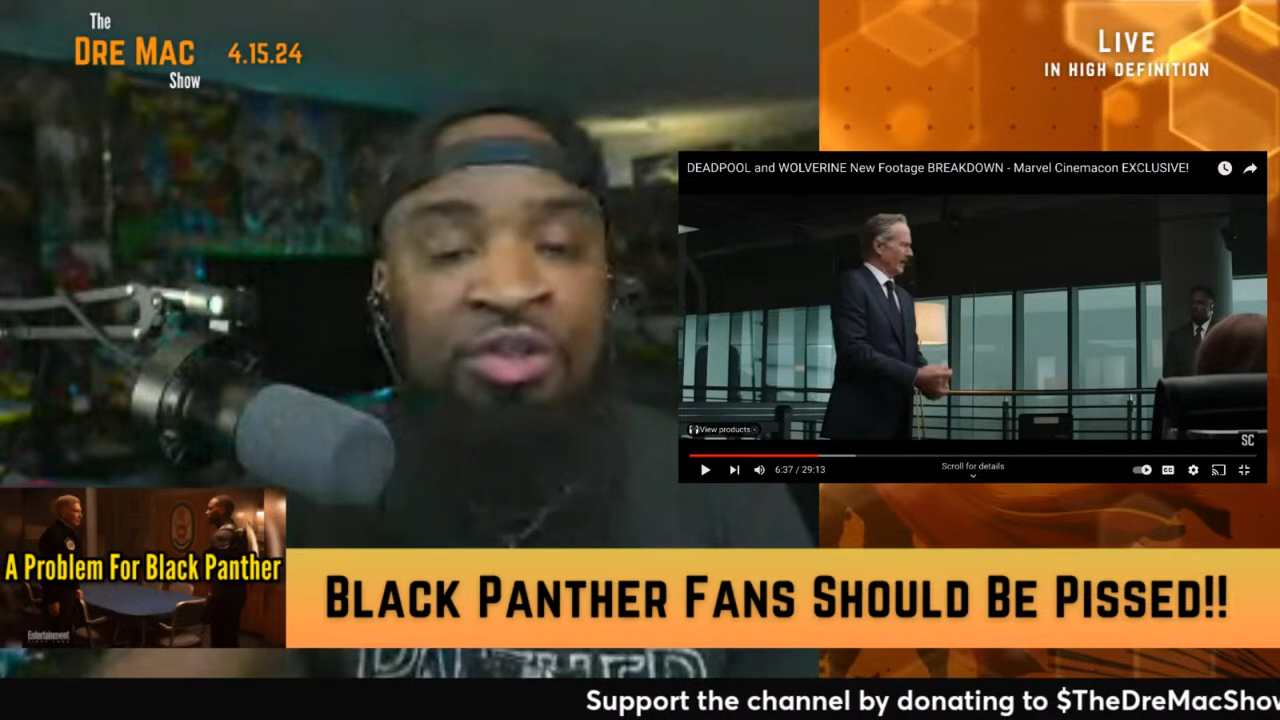 The
DRE MAC
Show
4.15.24
LIVE
IN HIGH DEFINITION
DEADPOOL and WOLVERINE New Footage BREAKDOWN - Marvel Cinemacon EXCLUSIVE!
View products
SC
6:37 / 29:13
Scroll for details
CC
A Problem For Black Panther
Entertainment
BLACK PANTHER FANS SHOULD BE PISSED!!
Support the channel by donating to $TheDreMacShow